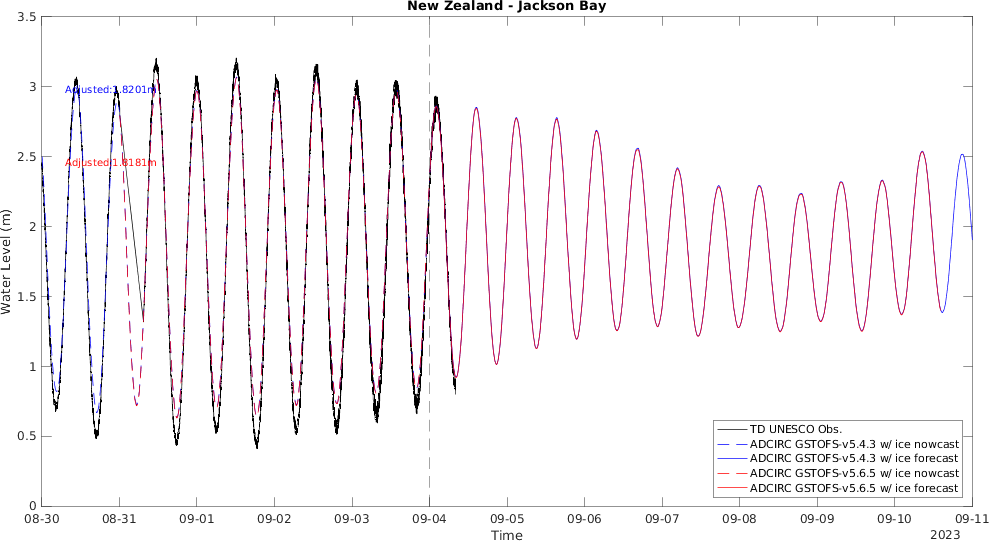 New Zealand - Jackson Bay
3.5
3
2.5
2
1.5
1
0.5
0
Water Level (m)
Adjusted:1.8201m
Adjusted:1.8181m
TD UNESCO Obs.
ADCIRC GSTOFS-v5.4.3 w/ ice nowcast
ADCIRC GSTOFS-v5.4.3 w/ ice forecast
ADCIRC GSTOFS-v5.6.5 w/ ice nowcast
ADCIRC GSTOFS-v5.6.5 w/ ice forecast
08-30 08-31 09-01 09-02 09-03 09-04 09-05 09-06 09-07 09-08 09-09 09-10 09-11
Time
2023